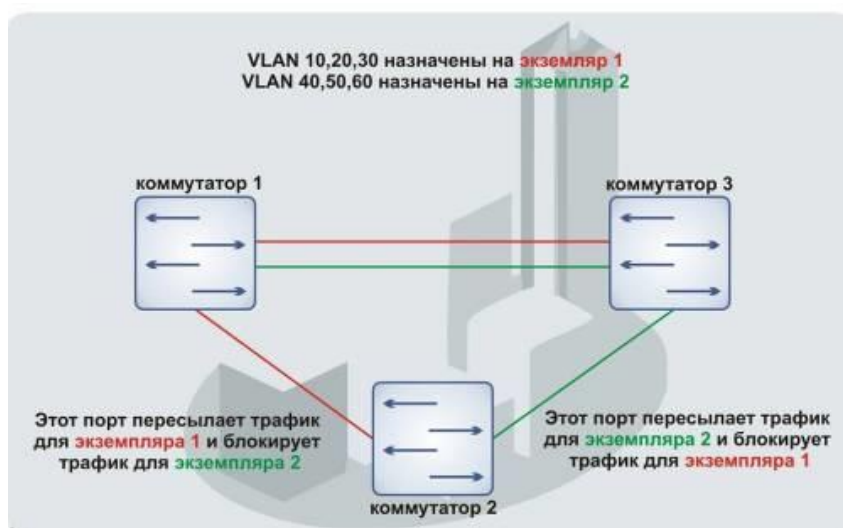 VLAN 10,20,30 назначены на экземляр 1
VLAN 40,50,60 назначены на экземпляр 2
коммутатор 1
коммутатор 3
Этот порт пересылает трафик
для экземпляра 1 и блокирует
трафик для экземпляра 2
Этот порт пересылает трафик
для экземпляра 2 и блокирует
трафик для экземпляра 1
коммутатор 2